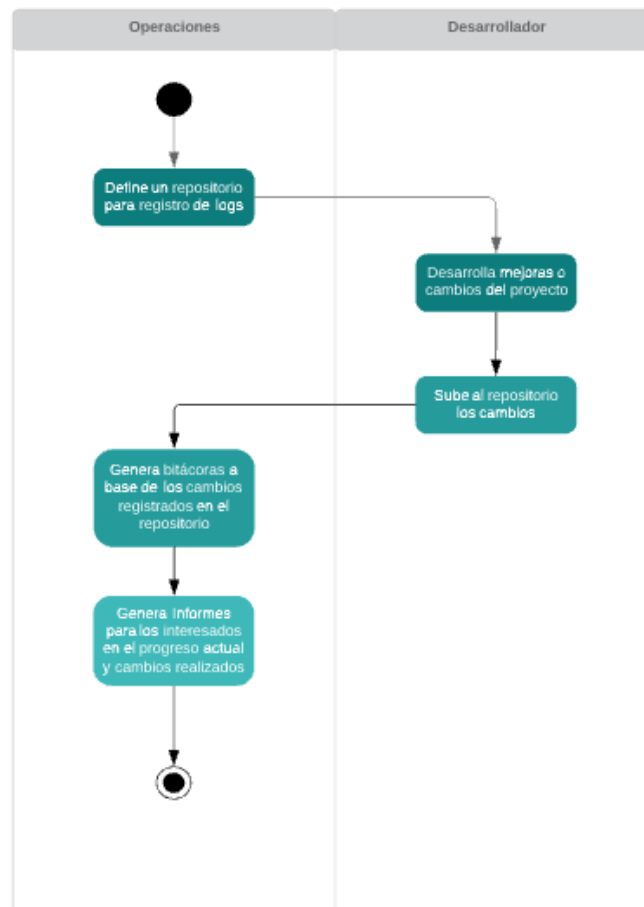 Operaciones
Desarrollador
Define un repositorio
para registro de logs
Desarrolla mejoras o
cambios del proyecto
Sube al repositorio
los cambios
Genera bitácoras a
base de los cambios
registrados en el
repositorio
Genera Informes
para los interesados
en el progreso actual
y cambios realizados